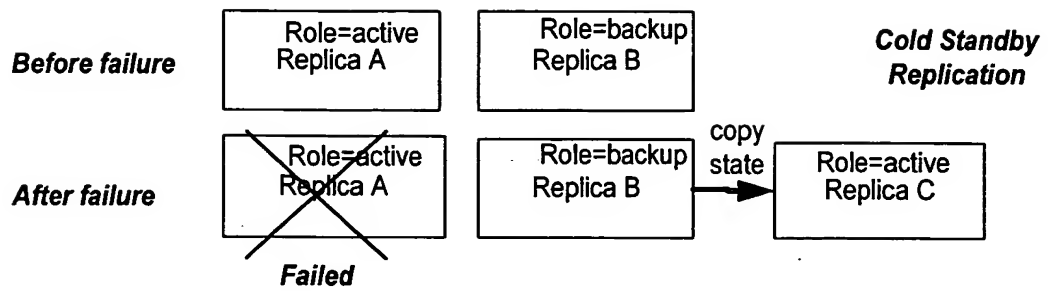 Before failure
Role=active
Replica A
Role=backup
Replica B
Cold Standby
Replication
After failure
Role=active
Replica A
Failed
Role=backup
Replica B
copy
state
Role=active
Replica C